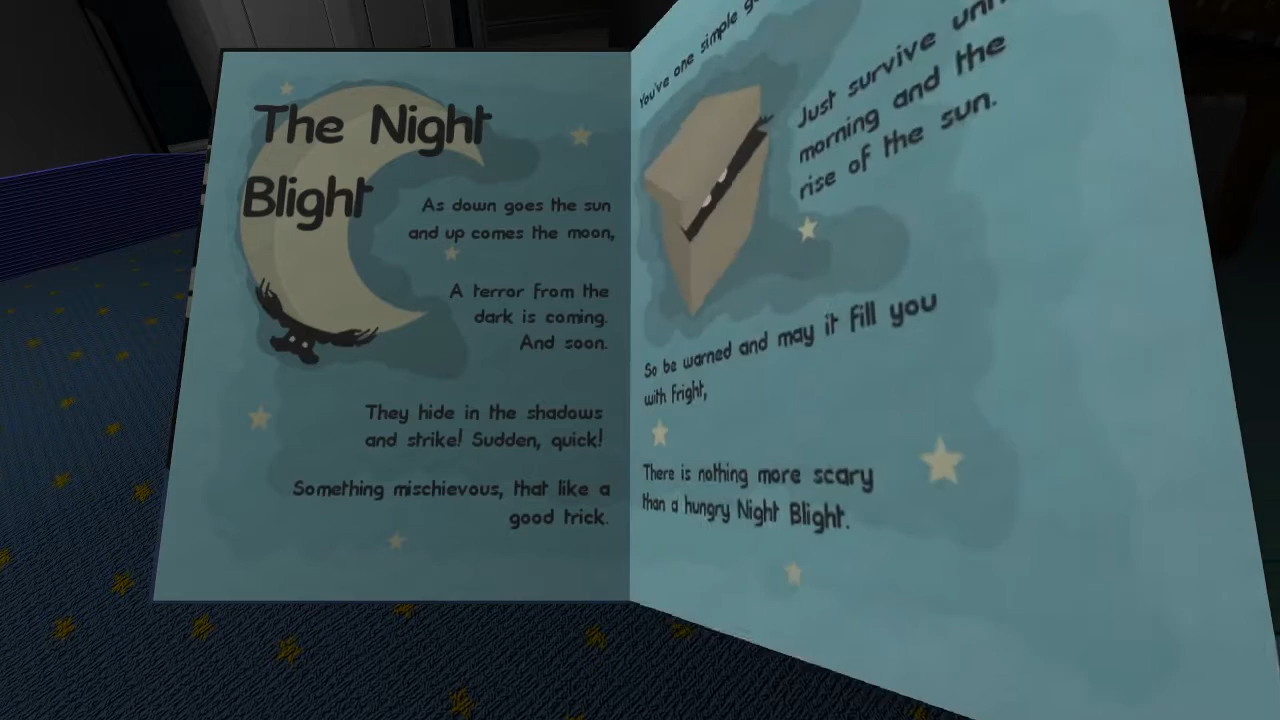 The Night
Blight
As down goes the sun
and up comes the moon,
A terror from the
dark is coming.
And soon.
They hide in the shadows
and strike! Sudden, quick!
Something mischievous, that like a
good trick.
You've one simple
Just survive
morning and the
rise of the sun.
So be warned and may it fill you
with fright,
There is nothing more scary
than a hungry Night Blight.